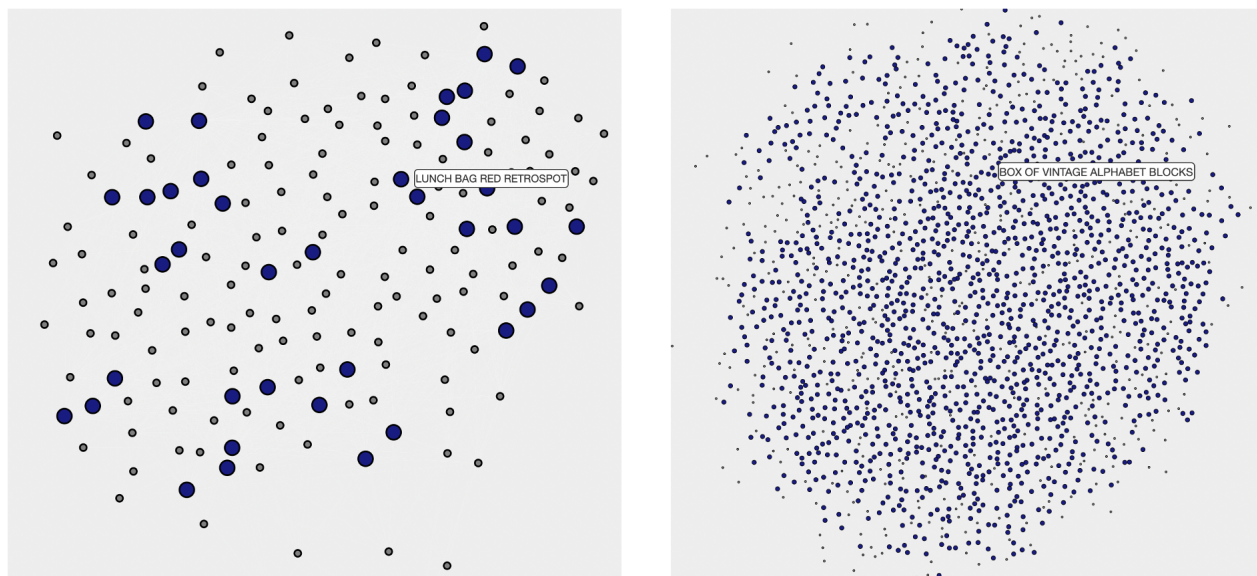 LUNCH BAG RED RETROSPOT
BOX OF VINTAGE ALPHABET BLOCKS